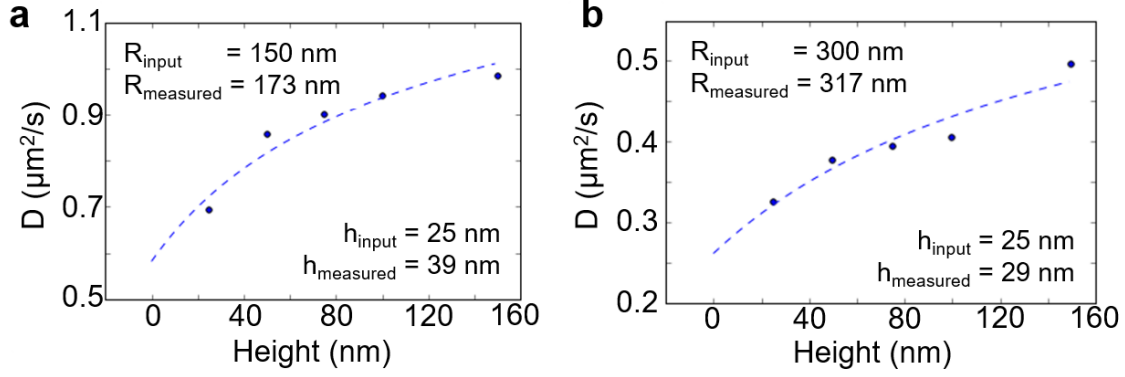 a
1.1
0.9
0.7
0.5
D (μm²/s)
R_input = 150 nm
R_measured = 173 nm
h_input = 25 nm
h_measured = 39 nm
0 40 80 120 160
Height (nm)
b
0.5
0.4
0.3
0.2
D (μm²/s)
R_input = 300 nm
R_measured = 317 nm
h_input = 25 nm
h_measured = 29 nm
0 40 80 120 160
Height (nm)